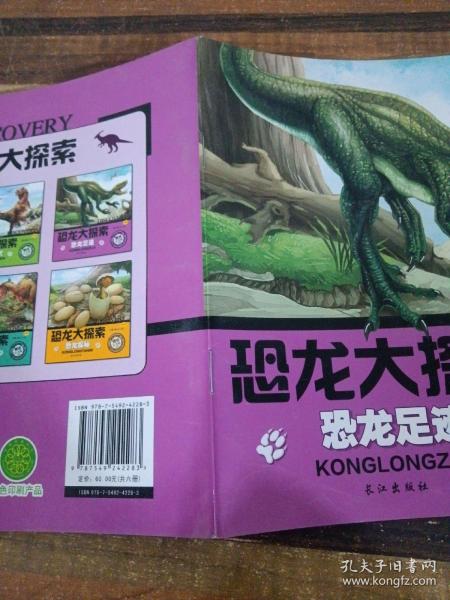 COVERY
大探索
恐龙大探索
恐龙足迹
恐龙大探索
ISBN 978-7-5492-4228-3
9 787549 242283
定价：60.00元(共六册)
ISBN 978-7-5492-4228-3
色印刷产品
恐龙大探
恐龙足迹
KONGLONGZ
长江出版社
孔夫子旧书网
www.kongfz.com